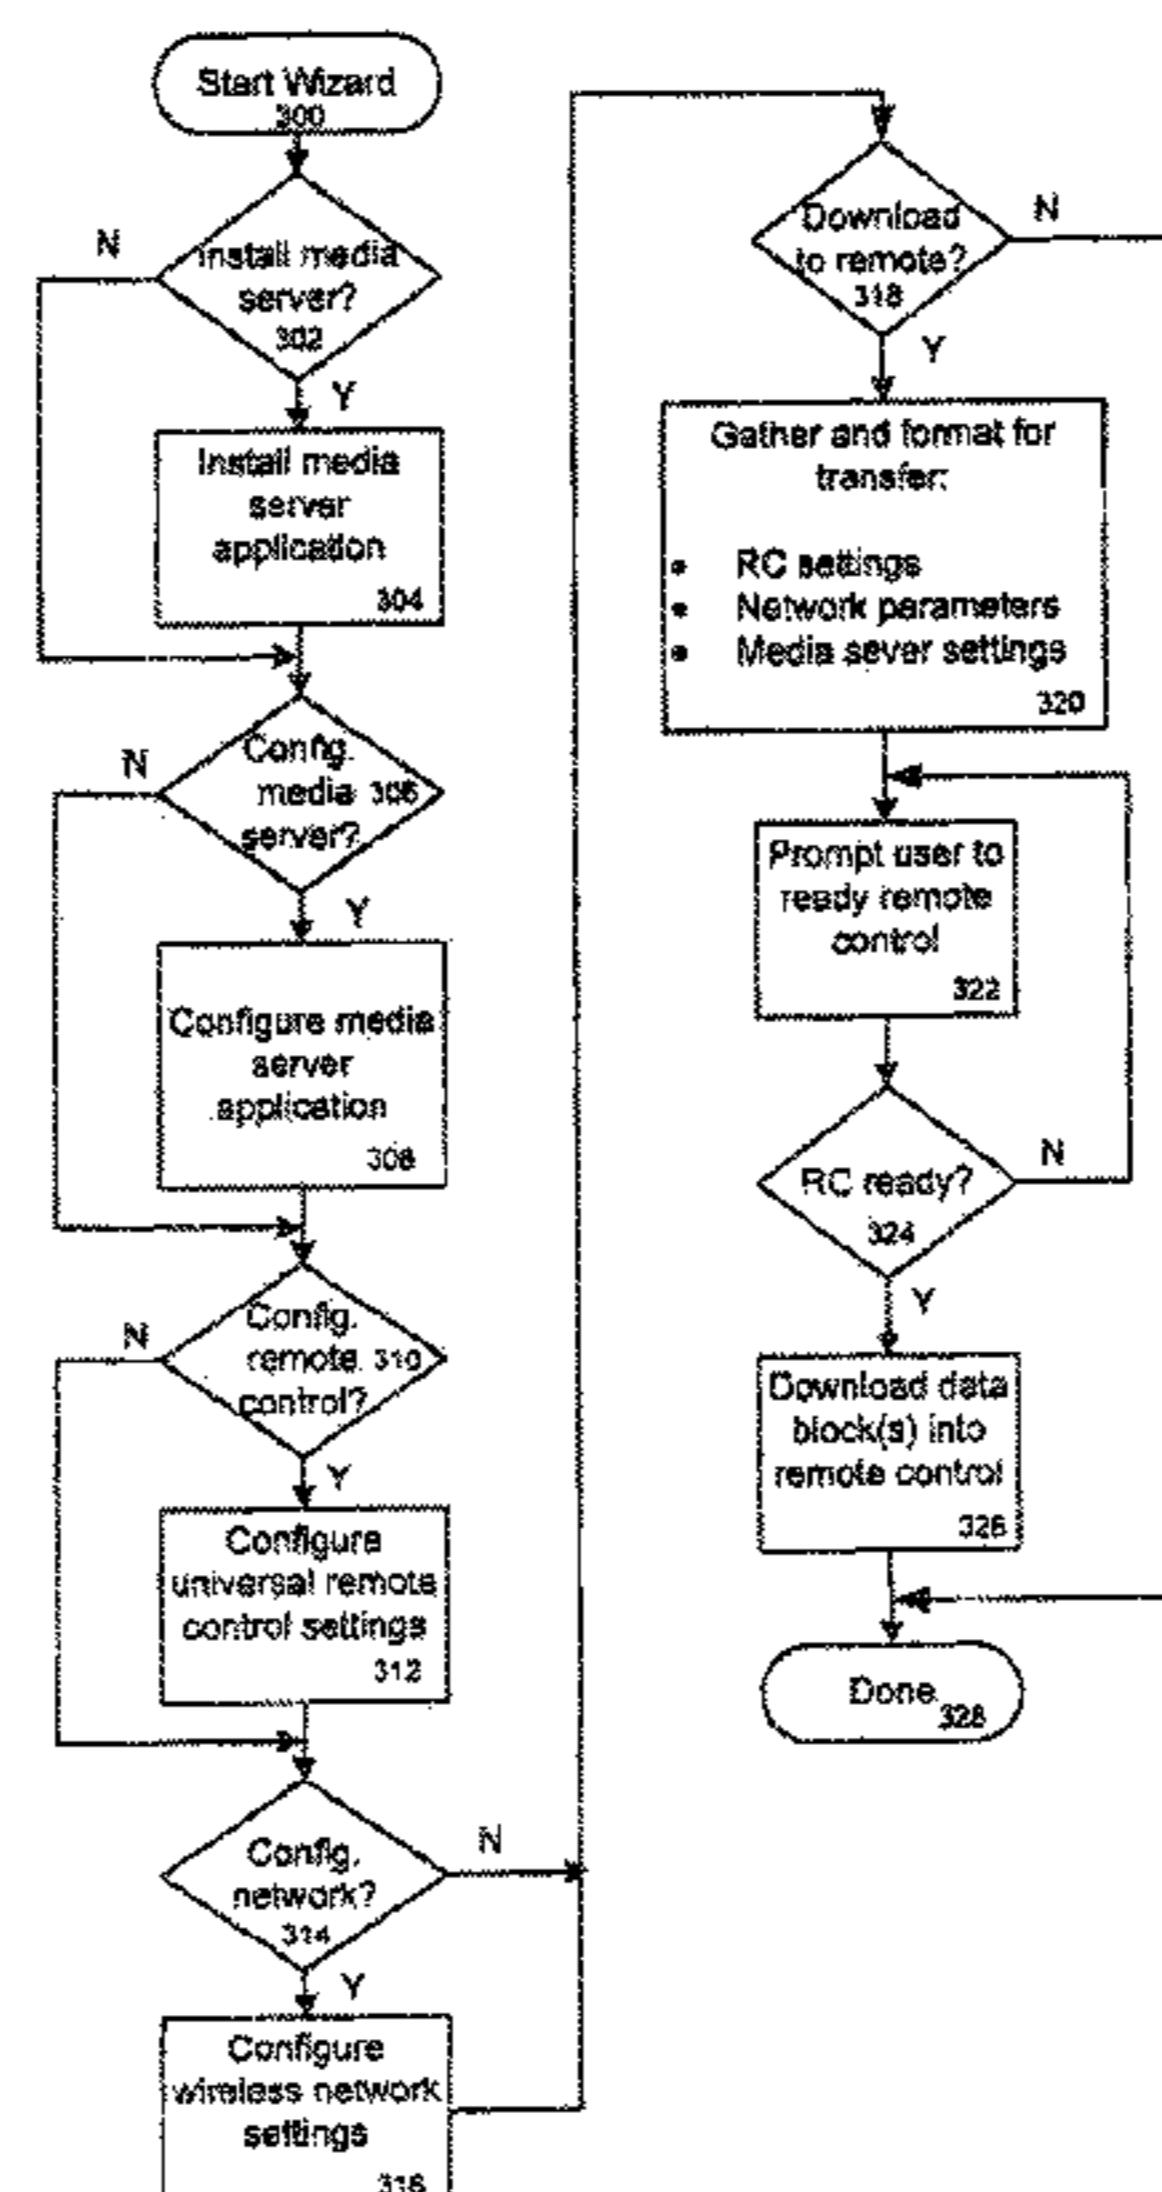 Start Wizard
300
N
Install media
server?
302
Y
Install media
server
application
304
N
Config.
media 306
server?
Y
Configure media
server
application
308
N
Config.
remote 310
control?
Y
Configure
universal remote
control settings
312
N
Config.
network?
314
Y
Configure
wireless network
settings
316
Download
to remote?
318
N
Y
Gather and format for
transfer:
• RC settings
• Network parameters
• Media sever settings
320
Prompt user to
ready remote
control
322
RC ready?
324
N
Y
Download data
block(s) into
remote control
326
Done
328